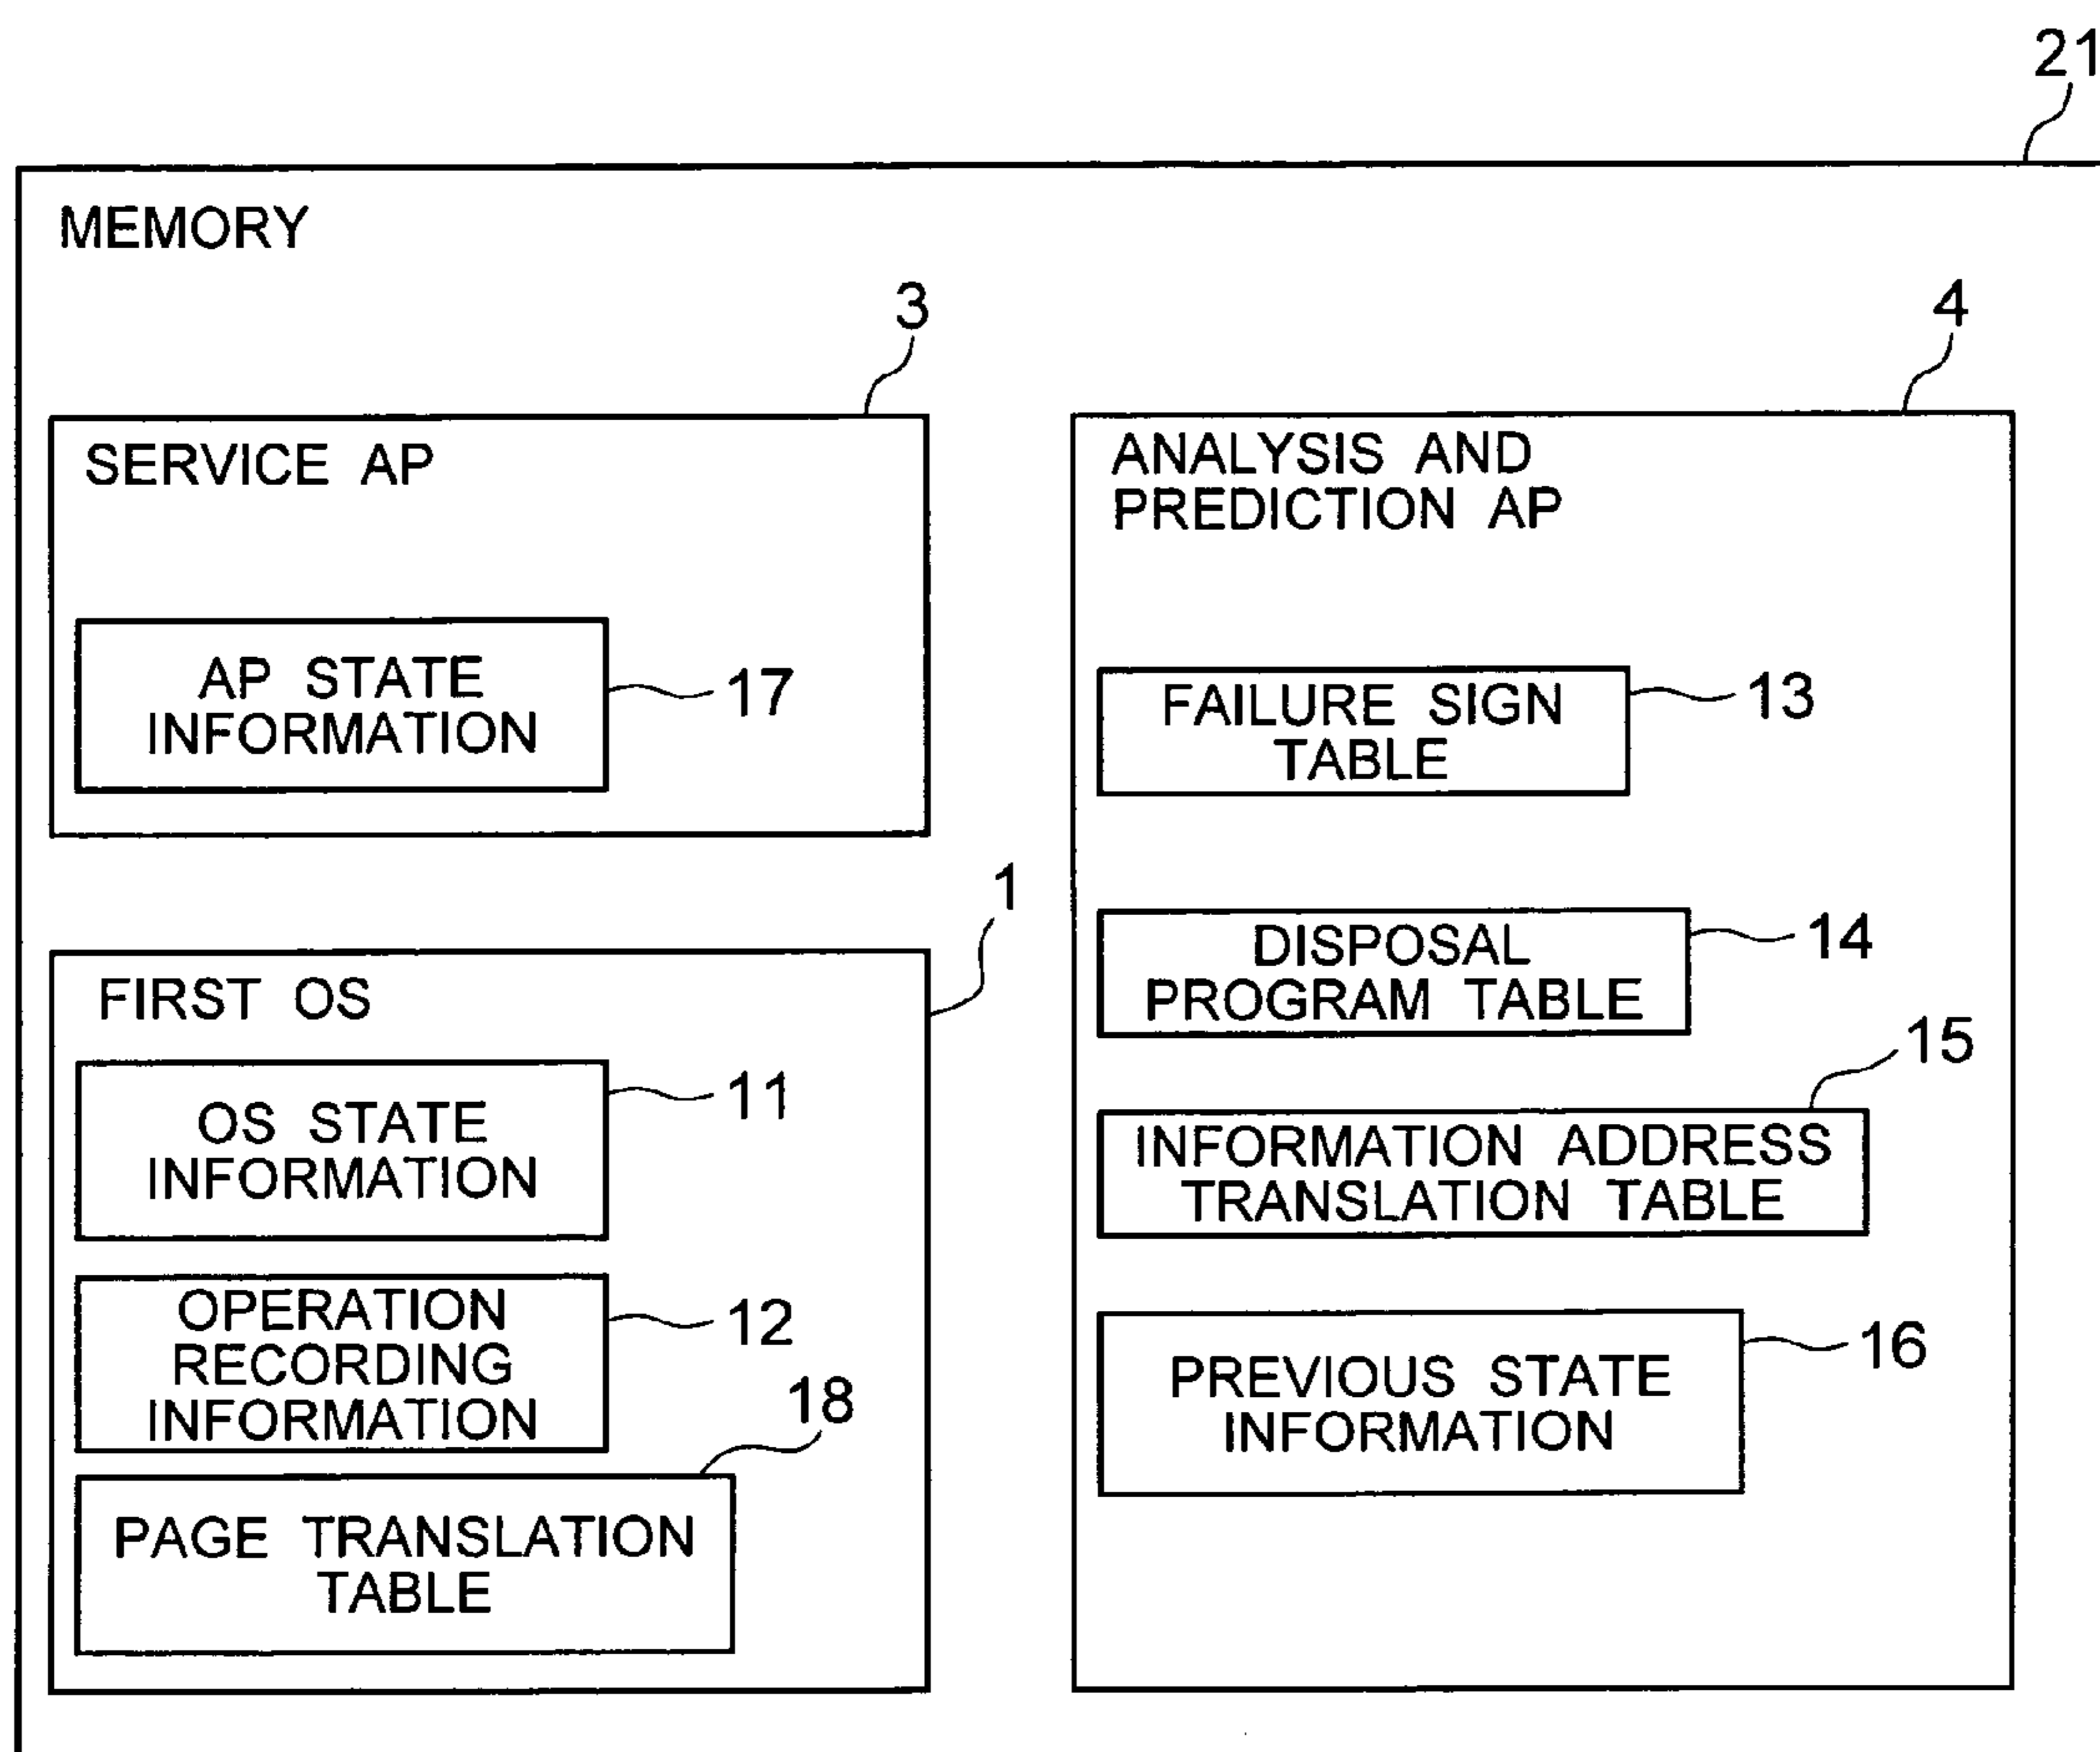 21
MEMORY
3
SERVICE AP
AP STATE
INFORMATION
17
1
FIRST OS
OS STATE
INFORMATION
11
OPERATION
RECORDING
INFORMATION
12
18
PAGE TRANSLATION
TABLE
4
ANALYSIS AND
PREDICTION AP
FAILURE SIGN
TABLE
13
DISPOSAL
PROGRAM TABLE
14
15
INFORMATION ADDRESS
TRANSLATION TABLE
PREVIOUS STATE
INFORMATION
16